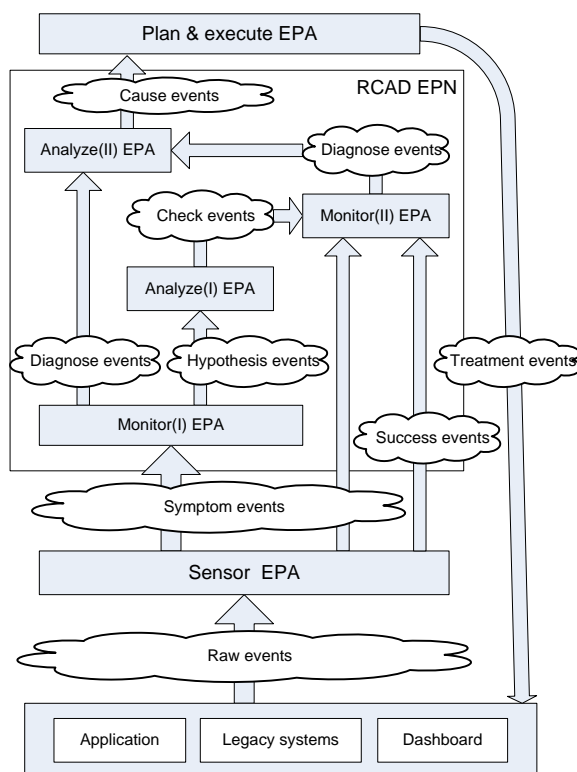 Plan & execute EPA
RCAD EPN
Cause events
Analyze(II) EPA
Diagnose events
Check events
Monitor(II) EPA
Analyze(I) EPA
Diagnose events
Hypothesis events
Treatment events
Monitor(I) EPA
Success events
Symptom events
Sensor EPA
Raw events
Application
Legacy systems
Dashboard